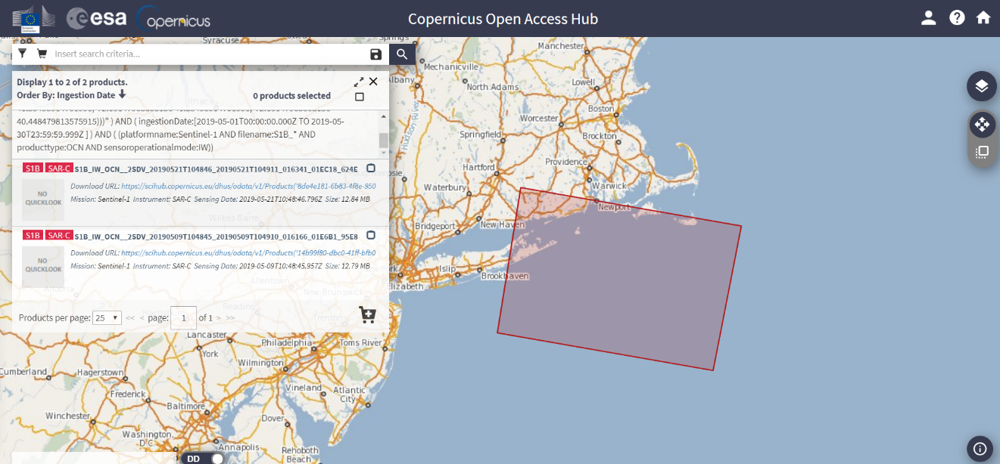 esa
opernicus
Copernicus Open Access Hub
Insert search criteria...
Display 1 to 2 of 2 products.
Order By: Ingestion Date
0 products selected
40.448479813575915)))" ) AND ( ingestionDate:[2019-05-01T00:00:00.000Z TO 2019-05-
30T23:59:59.999Z ] ) AND ( (platformname:Sentinel-1 AND filename:S1B_* AND
producttype:OCN AND sensoroperationalmode:IW))
S1B SAR-C S1B_IW_OCN__2SDV_20190521T104846_20190521T104911_016341_01EC18_624E
Download URL: https://scihub.copernicus.eu/dhus/odata/v1/Products('8de4e181-6b83-4f8e-950
Mission: Sentinel-1 Instrument: SAR-C Sensing Date: 2019-05-21T10:48:46.796Z Size: 12.84 MB
NO
QUICKLOOK
S1B SAR-C S1B_IW_OCN__2SDV_20190509T104845_20190509T104910_016166_01E6B1_95E8
Download URL: https://scihub.copernicus.eu/dhus/odata/v1/Products('14b99f80-dbc0-41ff-bfb0
Mission: Sentinel-1 Instrument: SAR-C Sensing Date: 2019-05-09T10:48:45.957Z Size: 12.79 MB
NO
QUICKLOOK
Products per page: 25 << < page: 1 of 1 > >>
Syracuse
Manchester
Mechanicville
Albany
North Adams
Lowell
Ithaca
Boston
Worcester
Springfield
Brockton
Hudson River
Providence
Hartford
Waterbury
Warwick
Newport
Wilkes-Barre
New Haven
Bridgeport
Islip
Brookhaven
Elizabeth
Allentown
Altoona
New Brunswick
Reading
Trenton
Lancaster
Philadelphia
Toms River
York
Wilmington
Cumberland
Hagerstown
Vineland
Atlantic
City
Frederick
Baltimore
Winchester
Dover
Washington,
D.C.
Annapolis
Rehoboth
Beach
DD